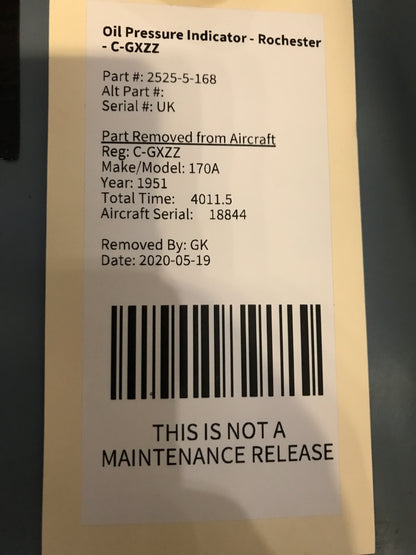 Oil Pressure Indicator - Rochester
- C-GXZZ
Part #: 2525-5-168
Alt Part #:
Serial #: UK
Part Removed from Aircraft
Reg: C-GXZZ
Make/Model: 170A
Year: 1951
Total Time: 4011.5
Aircraft Serial: 18844
Removed By: GK
Date: 2020-05-19
THIS IS NOT A
MAINTENANCE RELEASE